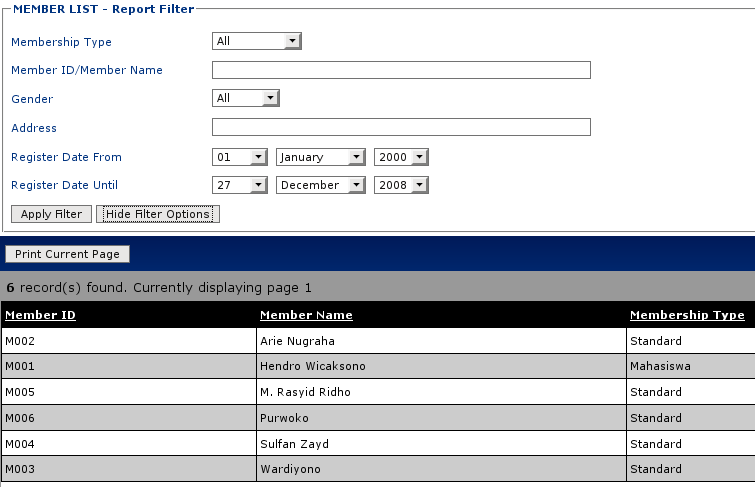 MEMBER LIST - Report Filter
Membership Type All
Member ID/Member Name
Gender All
Address
Register Date From 01 January 2000
Register Date Until 27 December 2008
Apply Filter Hide Filter Options
Print Current Page
6 record(s) found. Currently displaying page 1
Member ID Member Name Membership Type
M002 Arie Nugraha Standard
M001 Hendro Wicaksono Mahasiswa
M005 M. Rasyid Ridho Standard
M006 Purwoko Standard
M004 Sulfan Zayd Standard
M003 Wardiyono Standard